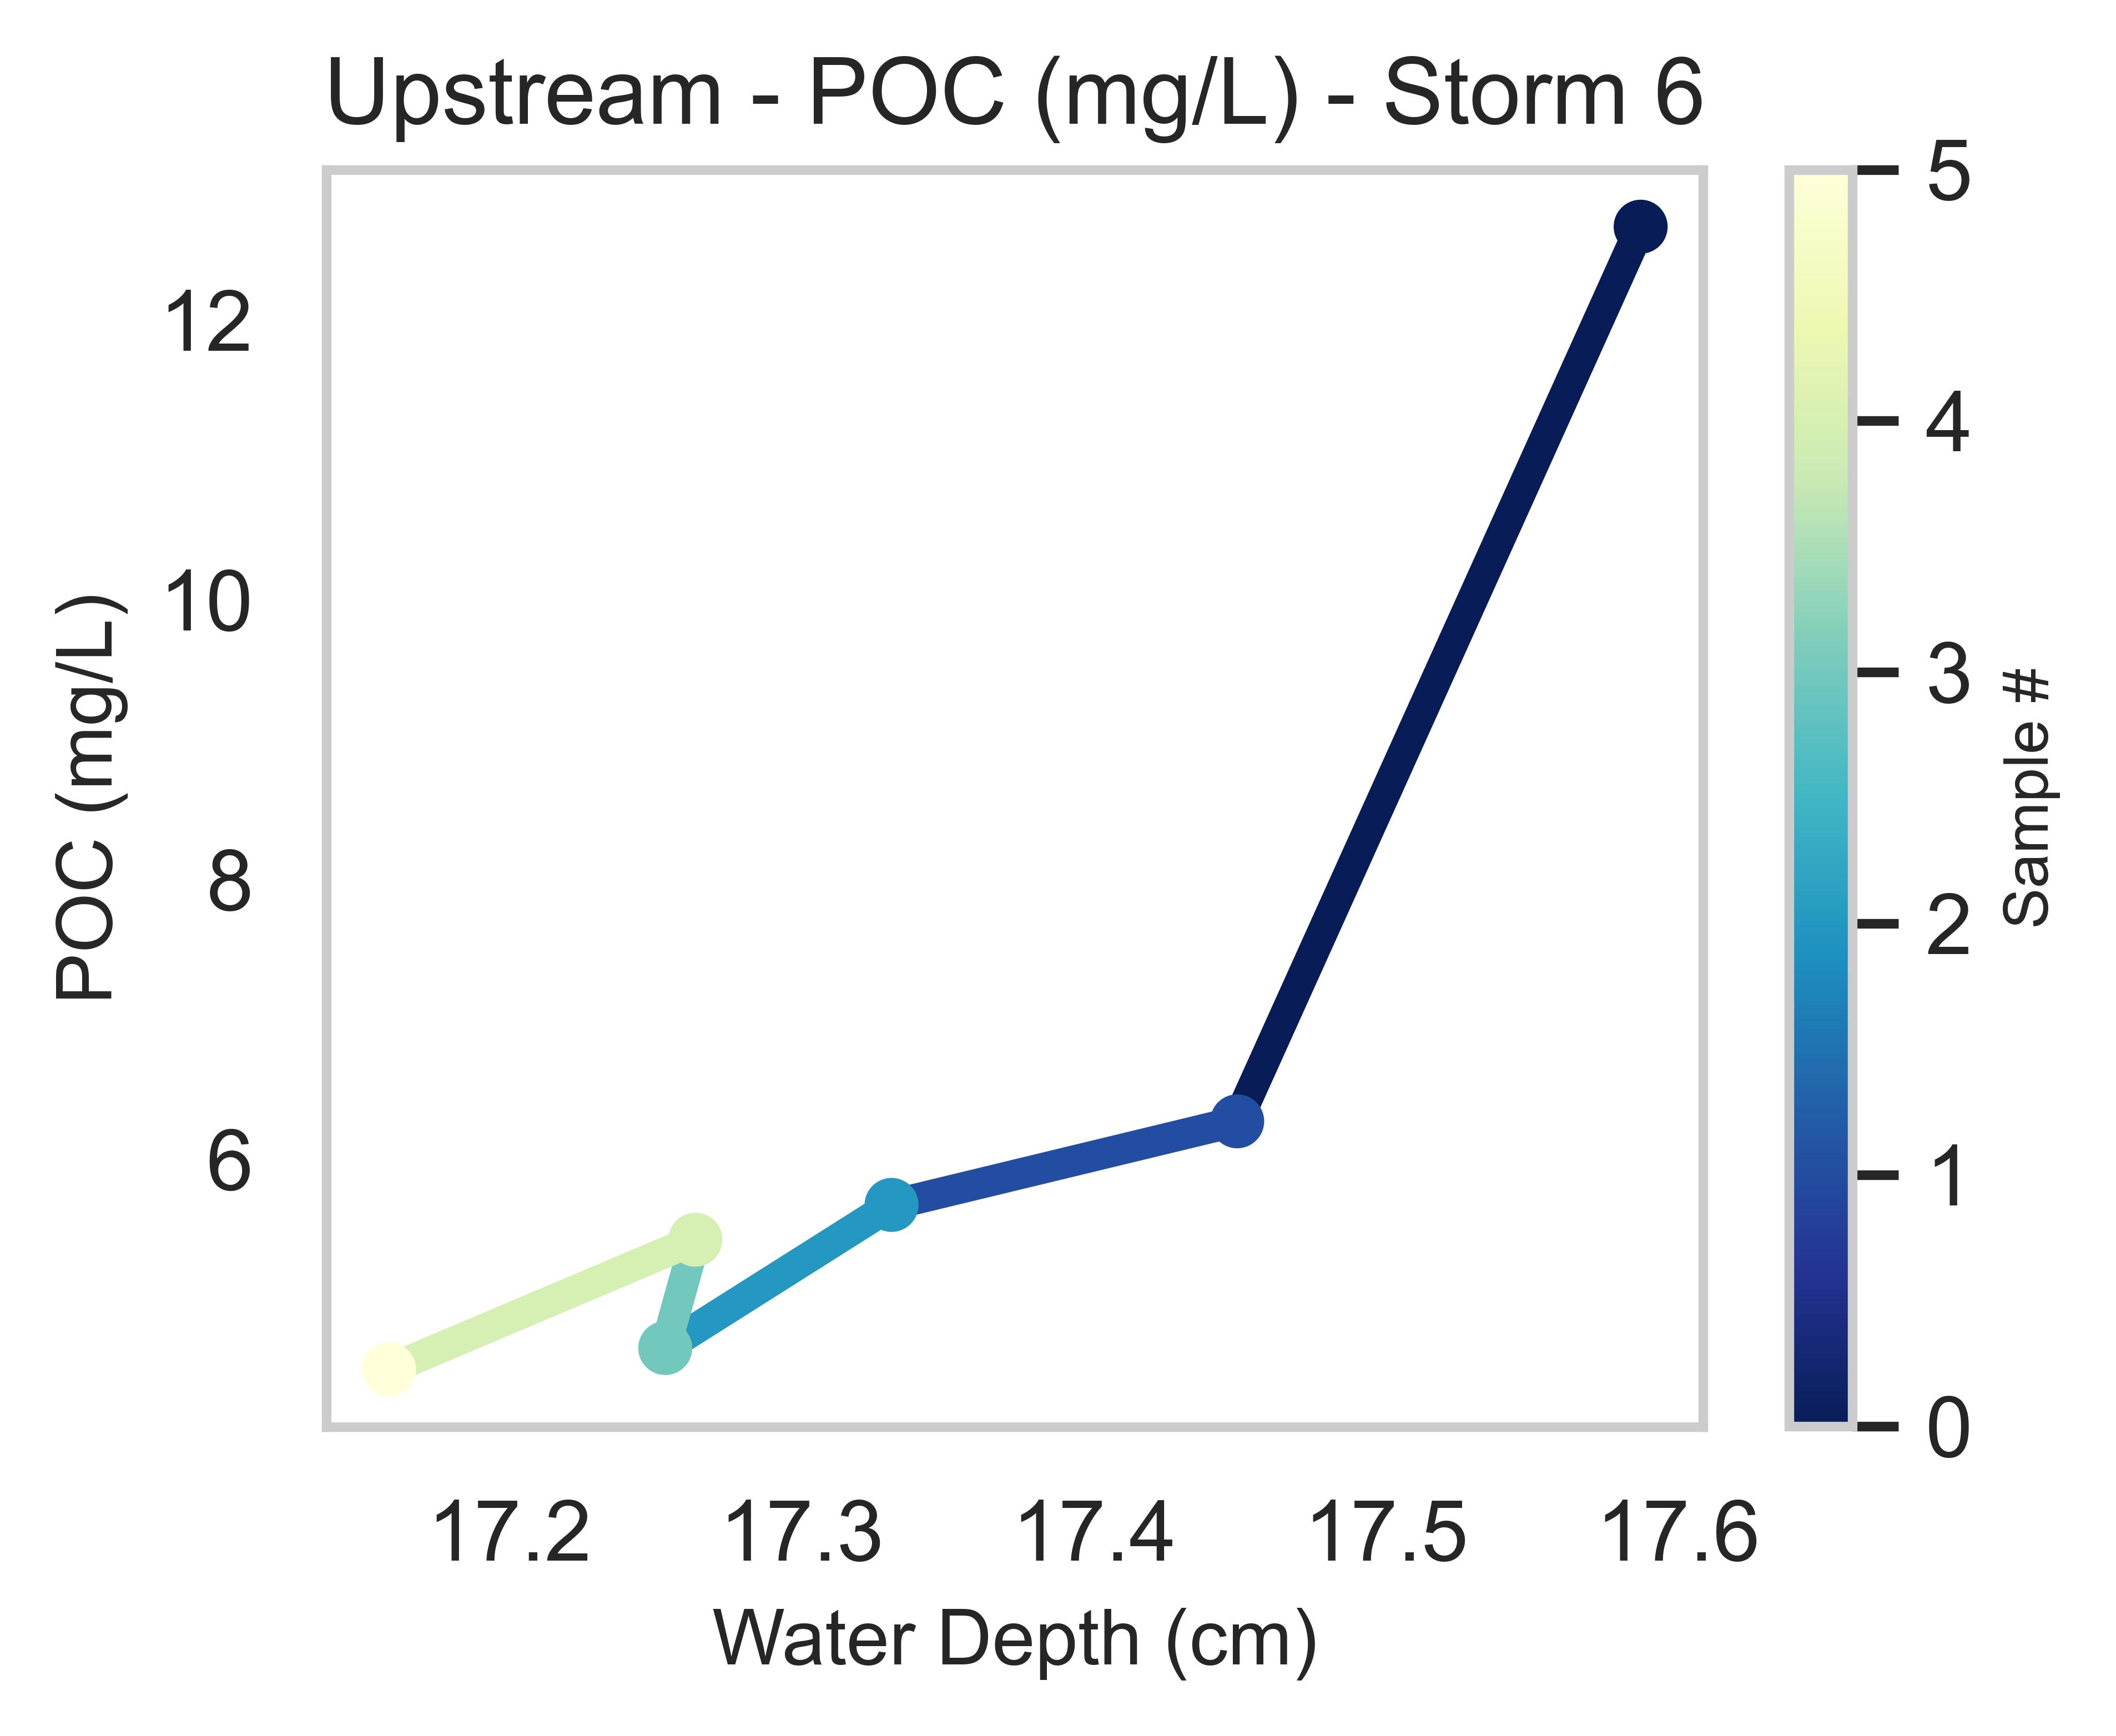 Upstream - POC (mg/L) - Storm 6
POC (mg/L)
12
10
8
6
17.2 17.3 17.4 17.5 17.6
Water Depth (cm)
5
4
3
2
1
0
Sample #